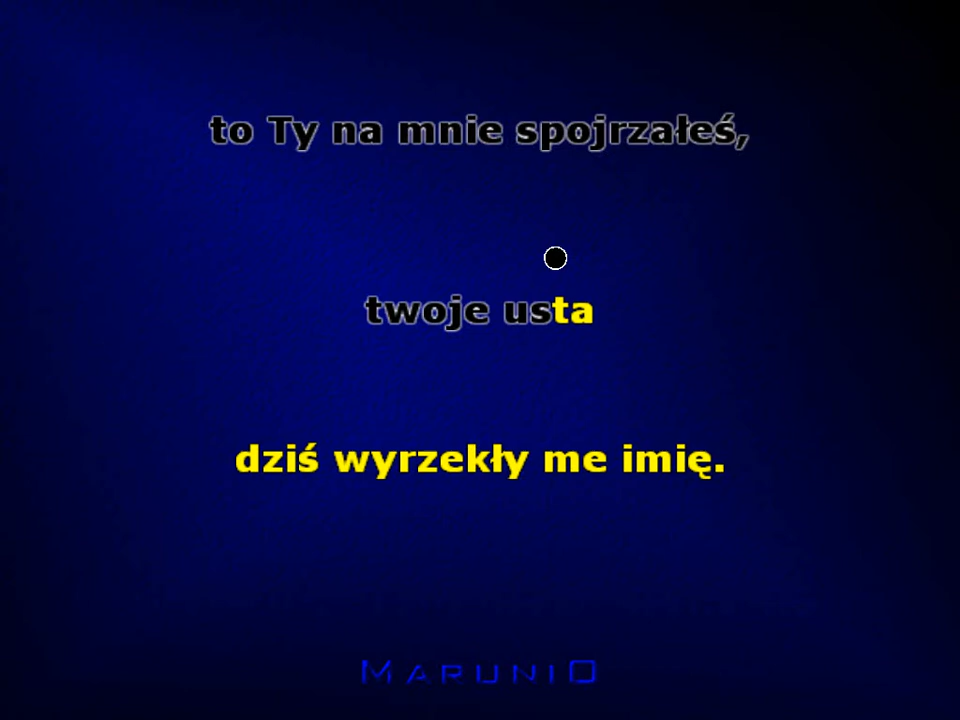 to Ty na mnie spojrzałeś,
twoje usta
dziś wyrzekły me imię.
MARUNIO